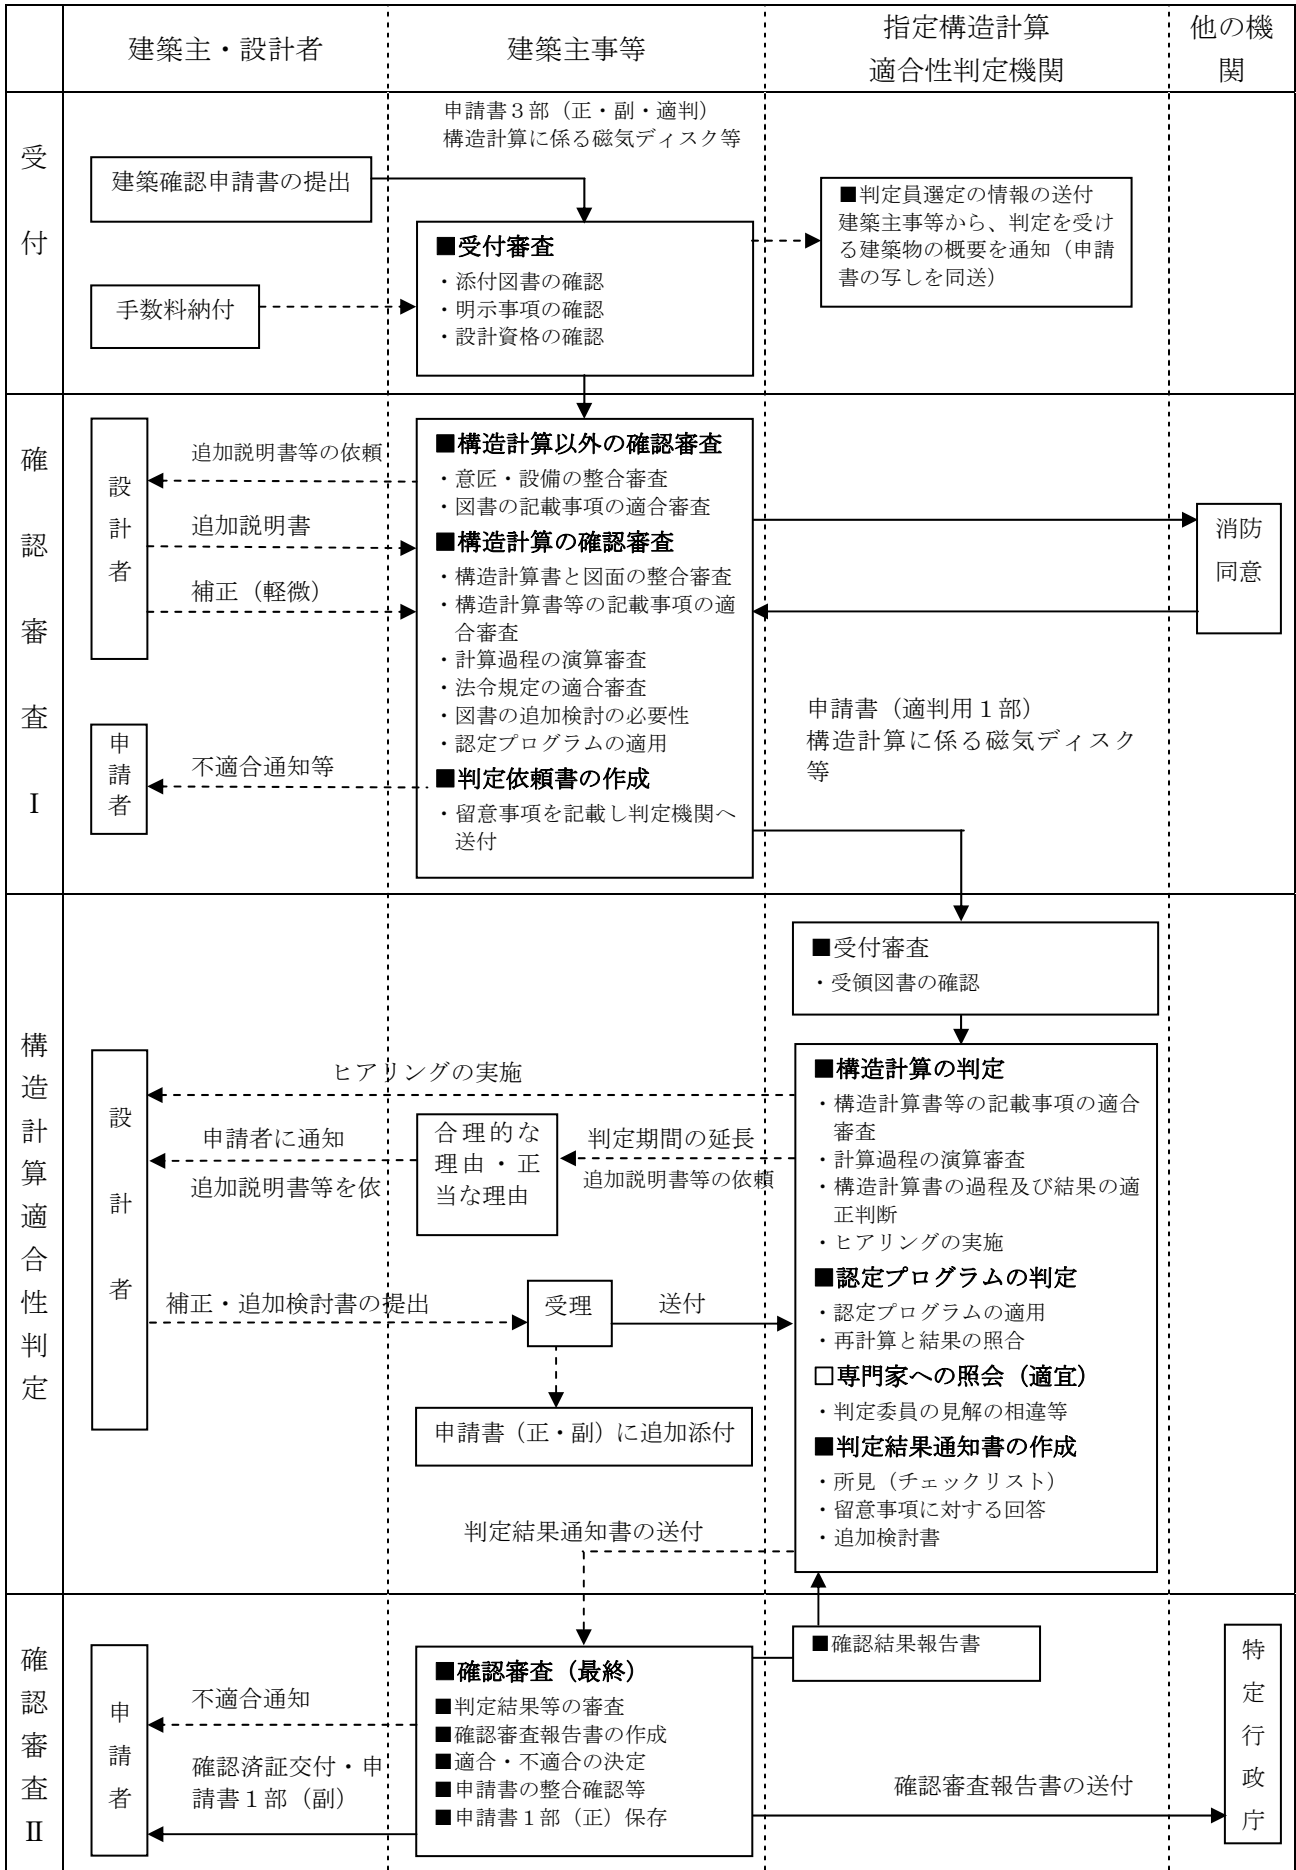 建築主・設計者
建築主事等
指定構造計算
適合性判定機関
他の機
関
受付
申請書３部（正・副・適判）
構造計算に係る磁気ディスク等
建築確認申請書の提出
■受付審査
・添付図書の確認
・明示事項の確認
・設計資格の確認
手数料納付
■判定員選定の情報の送付
建築主事等から、判定を受け
る建築物の概要を通知（申請
書の写しを同送）
確認審査Ⅰ
設計者
追加説明書等の依頼
追加説明書
補正（軽微）
申請者
不適合通知等
■構造計算以外の確認審査
・意匠・設備の整合審査
・図書の記載事項の適合審査
■構造計算の確認審査
・構造計算書と図面の整合審査
・構造計算書等の記載事項の適
合審査
・計算過程の演算審査
・法令規定の適合審査
・図書の追加検討の必要性
・認定プログラムの適用
■判定依頼書の作成
・留意事項を記載し判定機関へ
送付
消防
同意
申請書（適判用１部）
構造計算に係る磁気ディスク
等
構造計算適合性判定
■受付審査
・受領図書の確認
設計者
ヒアリングの実施
申請者に通知
追加説明書等を依
合理的な
理由・正
当な理由
判定期間の延長
追加説明書等の依頼
補正・追加検討書の提出
受理
送付
申請書（正・副）に追加添付
■構造計算の判定
・構造計算書等の記載事項の適合
審査
・計算過程の演算審査
・構造計算書の過程及び結果の適
正判断
・ヒアリングの実施
■認定プログラムの判定
・認定プログラムの適用
・再計算と結果の照合
□専門家への照会（適宜）
・判定委員の見解の相違等
■判定結果通知書の作成
・所見（チェックリスト）
・留意事項に対する回答
・追加検討書
判定結果通知書の送付
確認審査Ⅱ
申請者
不適合通知
確認済証交付・申
請書１部（副）
■確認審査（最終）
■判定結果等の審査
■確認審査報告書の作成
■適合・不適合の決定
■申請書の整合確認等
■申請書１部（正）保存
■確認結果報告書
確認審査報告書の送付
特定行政庁